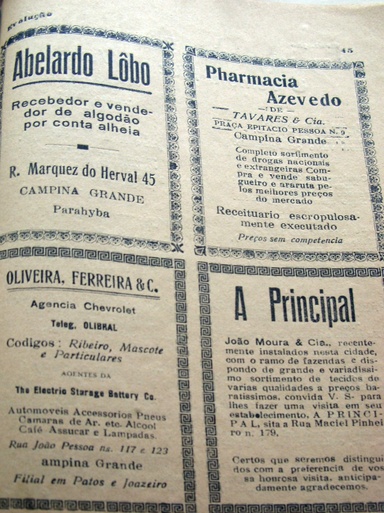 Evolução
45
Abelardo Lôbo
Recebedor e vende-
dor de algodão
por conta alheia
R. Marquez do Herval 45
CAMPINA GRANDE
Parahyba
Pharmacia
Azevedo
—DE—
TAVARES & Cia.
PRAÇA EPITACIO PESSOA N. 9
Campina Grande
Completo sortimento
de drogas nacionais
e extrangeiras Com-
pra e vende sabu-
gueiro e araruta pe-
los melhores preços
do mercado
Receituario escropulosa-
mente executado
Preços sem competencia
OLIVEIRA, FERREIRA & C.
Agencia Chevrolet
Teleg. OLIBRAL
Codigos : Ribeiro, Mascote
e Particulares
AGENTES DA
The Electric Starage Battery Co.
Automoveis Accessorios Pneus
Camaras de Ar. etc. Alcool
Café Assucar e Lampadas.
Rua João Pessoa ns. 117 e 123
ampina Grande
Filial em Patos e Joazeiro
A Principal
João Moura & Cia., recente-
mente instalados nesta cidade,
com o ramo de fazendas e dis-
pondo de grande e variadissi-
mo sortimento de tecidos de
varias qualidades a preços ba-
ratissimos, convida V. S- para
lhes fazer uma visita em seu
estabelecimento. A PRINCI-
PAL, sita a Rua Maciel Pinhei-
ro n. 179.
Certos que seremos distingui-
dos com a preferencia de vos-
sa honrosa visita, anticipada-
mente agradecemos.